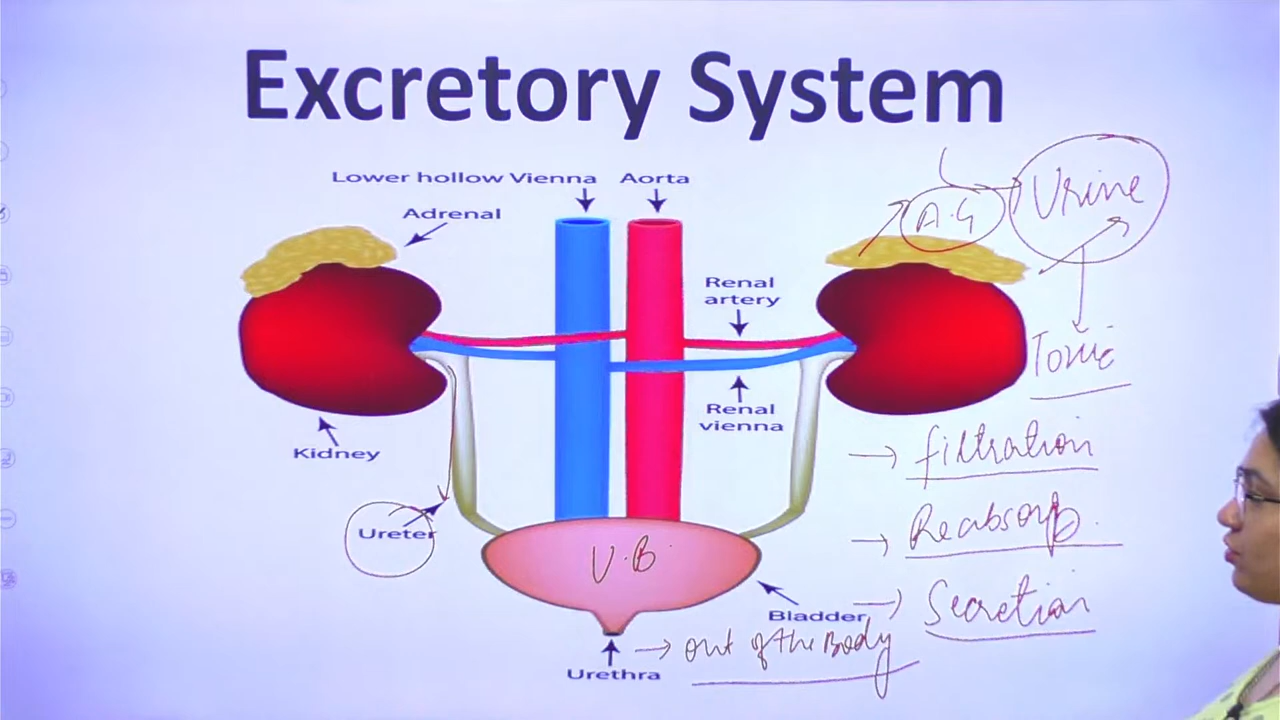 Excretory System
Lower hollow Vienna
Aorta
Adrenal
A.G
Urine
Renal
artery
Toxic
Kidney
Renal
vienna
→ filtration
Ureter
→ Reabsorp.
U.B.
Bladder
→ Secretion
Urethra
→ out of the Body